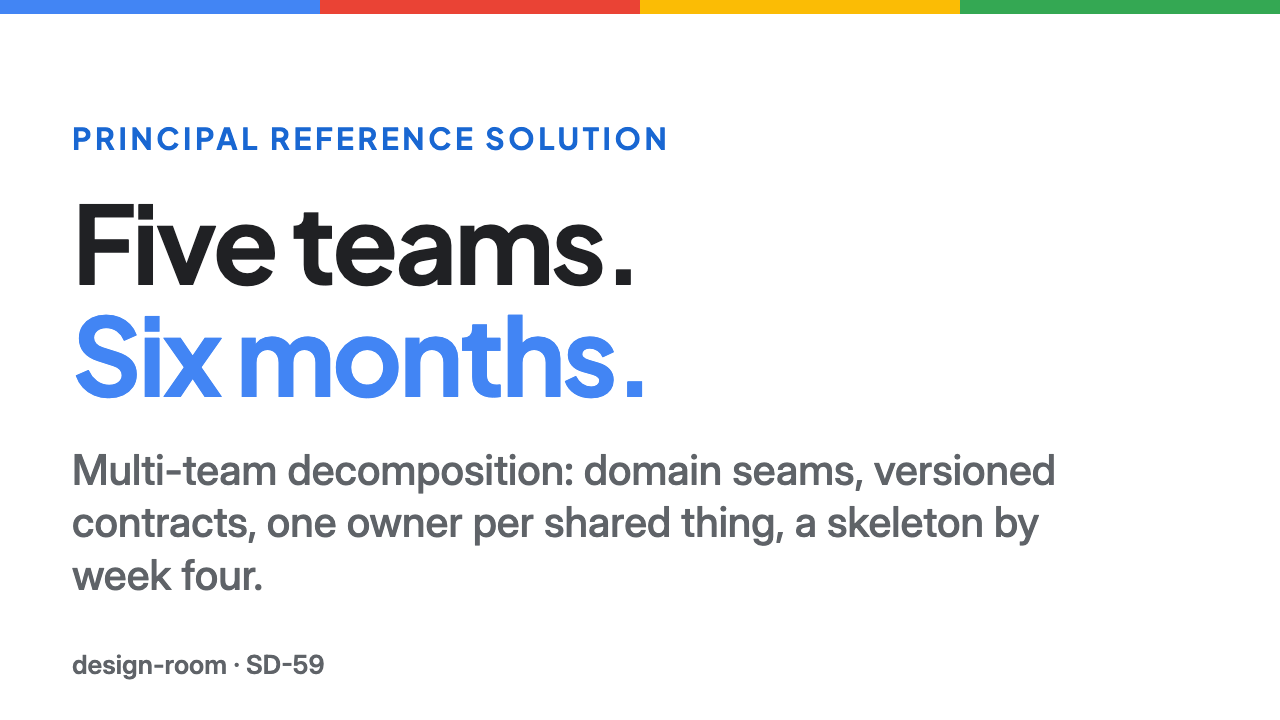 PRINCIPAL REFERENCE SOLUTION
Five teams.
Six months.
Multi-team decomposition: domain seams, versioned
contracts, one owner per shared thing, a skeleton by
week four.
design-room · SD-59